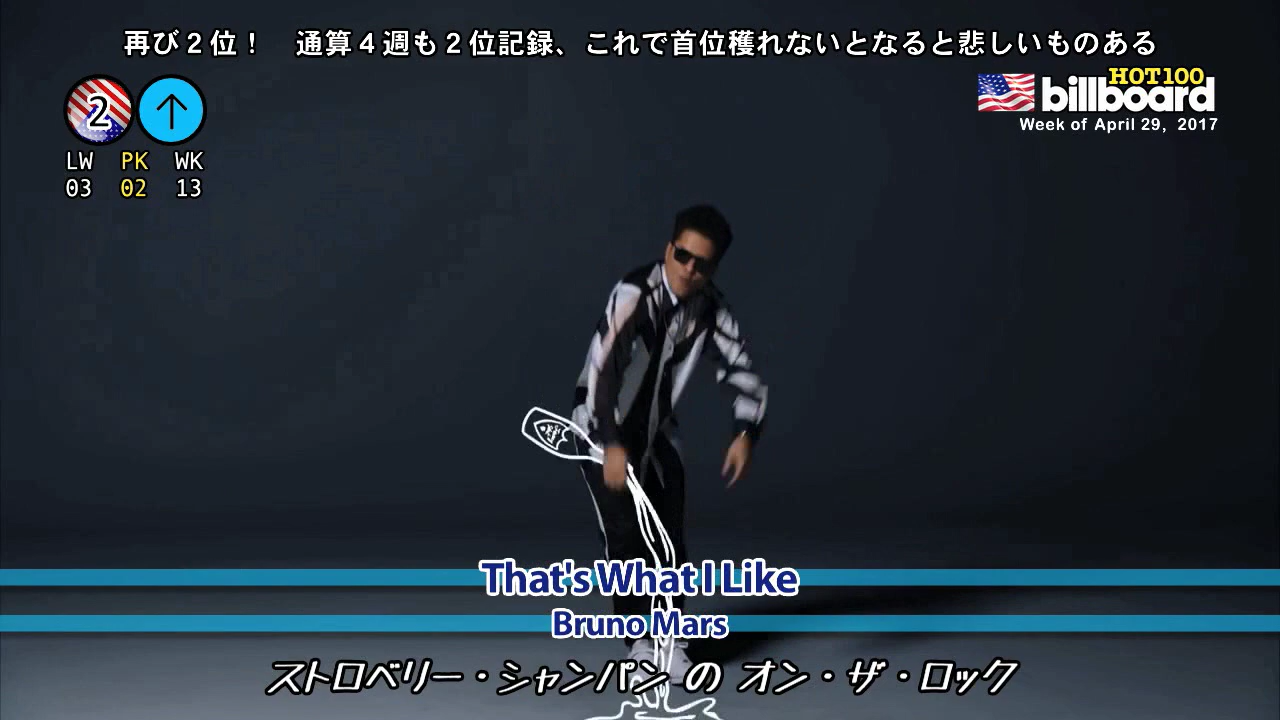 再び２位！　通算４週も２位記録、これで首位穫れないとなると悲しいものある
2 ↑
LW PK WK
03 02 13
HOT100
billboard
Week of April 29, 2017
That's What I Like
Bruno Mars
ストロベリー・シャンパン の オン・ザ・ロック